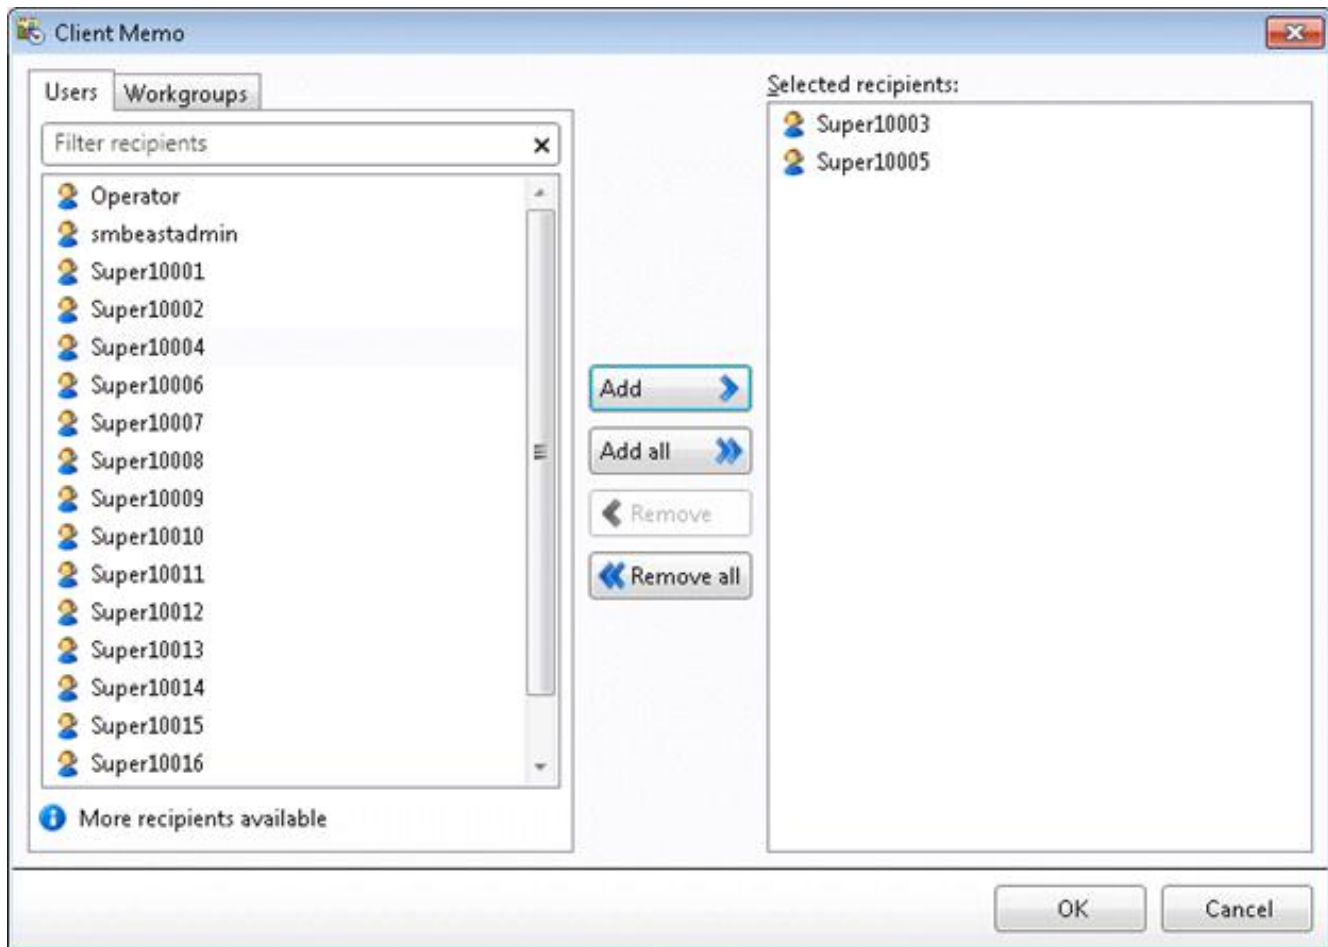 Client Memo
Users
Workgroups
Filter recipients
Operator
smbeastadmin
Super10001
Super10002
Super10004
Super10006
Super10007
Super10008
Super10009
Super10010
Super10011
Super10012
Super10013
Super10014
Super10015
Super10016
More recipients available
Add
Add all
Remove
Remove all
Selected recipients:
Super10003
Super10005
OK
Cancel